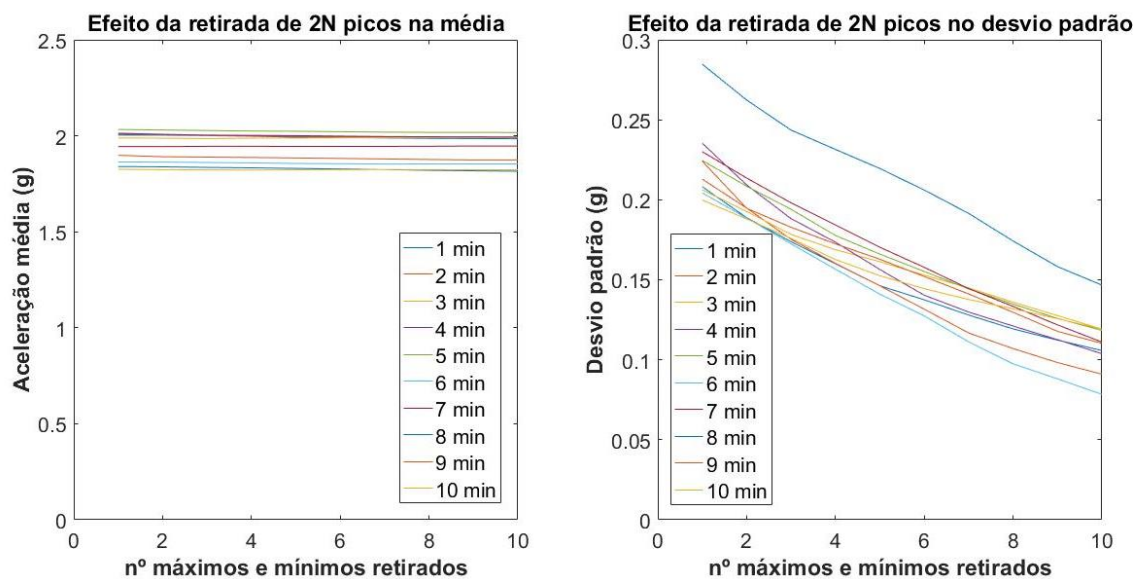 Efeito da retirada de 2N picos na média
2.5
2
1.5
1
0.5
0
Aceleração média (g)
1 min
2 min
3 min
4 min
5 min
6 min
7 min
8 min
9 min
10 min
0 2 4 6 8 10
nº máximos e mínimos retirados
Efeito da retirada de 2N picos no desvio padrão
0.3
0.25
0.2
0.15
0.1
0.05
0
Desvio padrão (g)
1 min
2 min
3 min
4 min
5 min
6 min
7 min
8 min
9 min
10 min
0 2 4 6 8 10
nº máximos e mínimos retirados